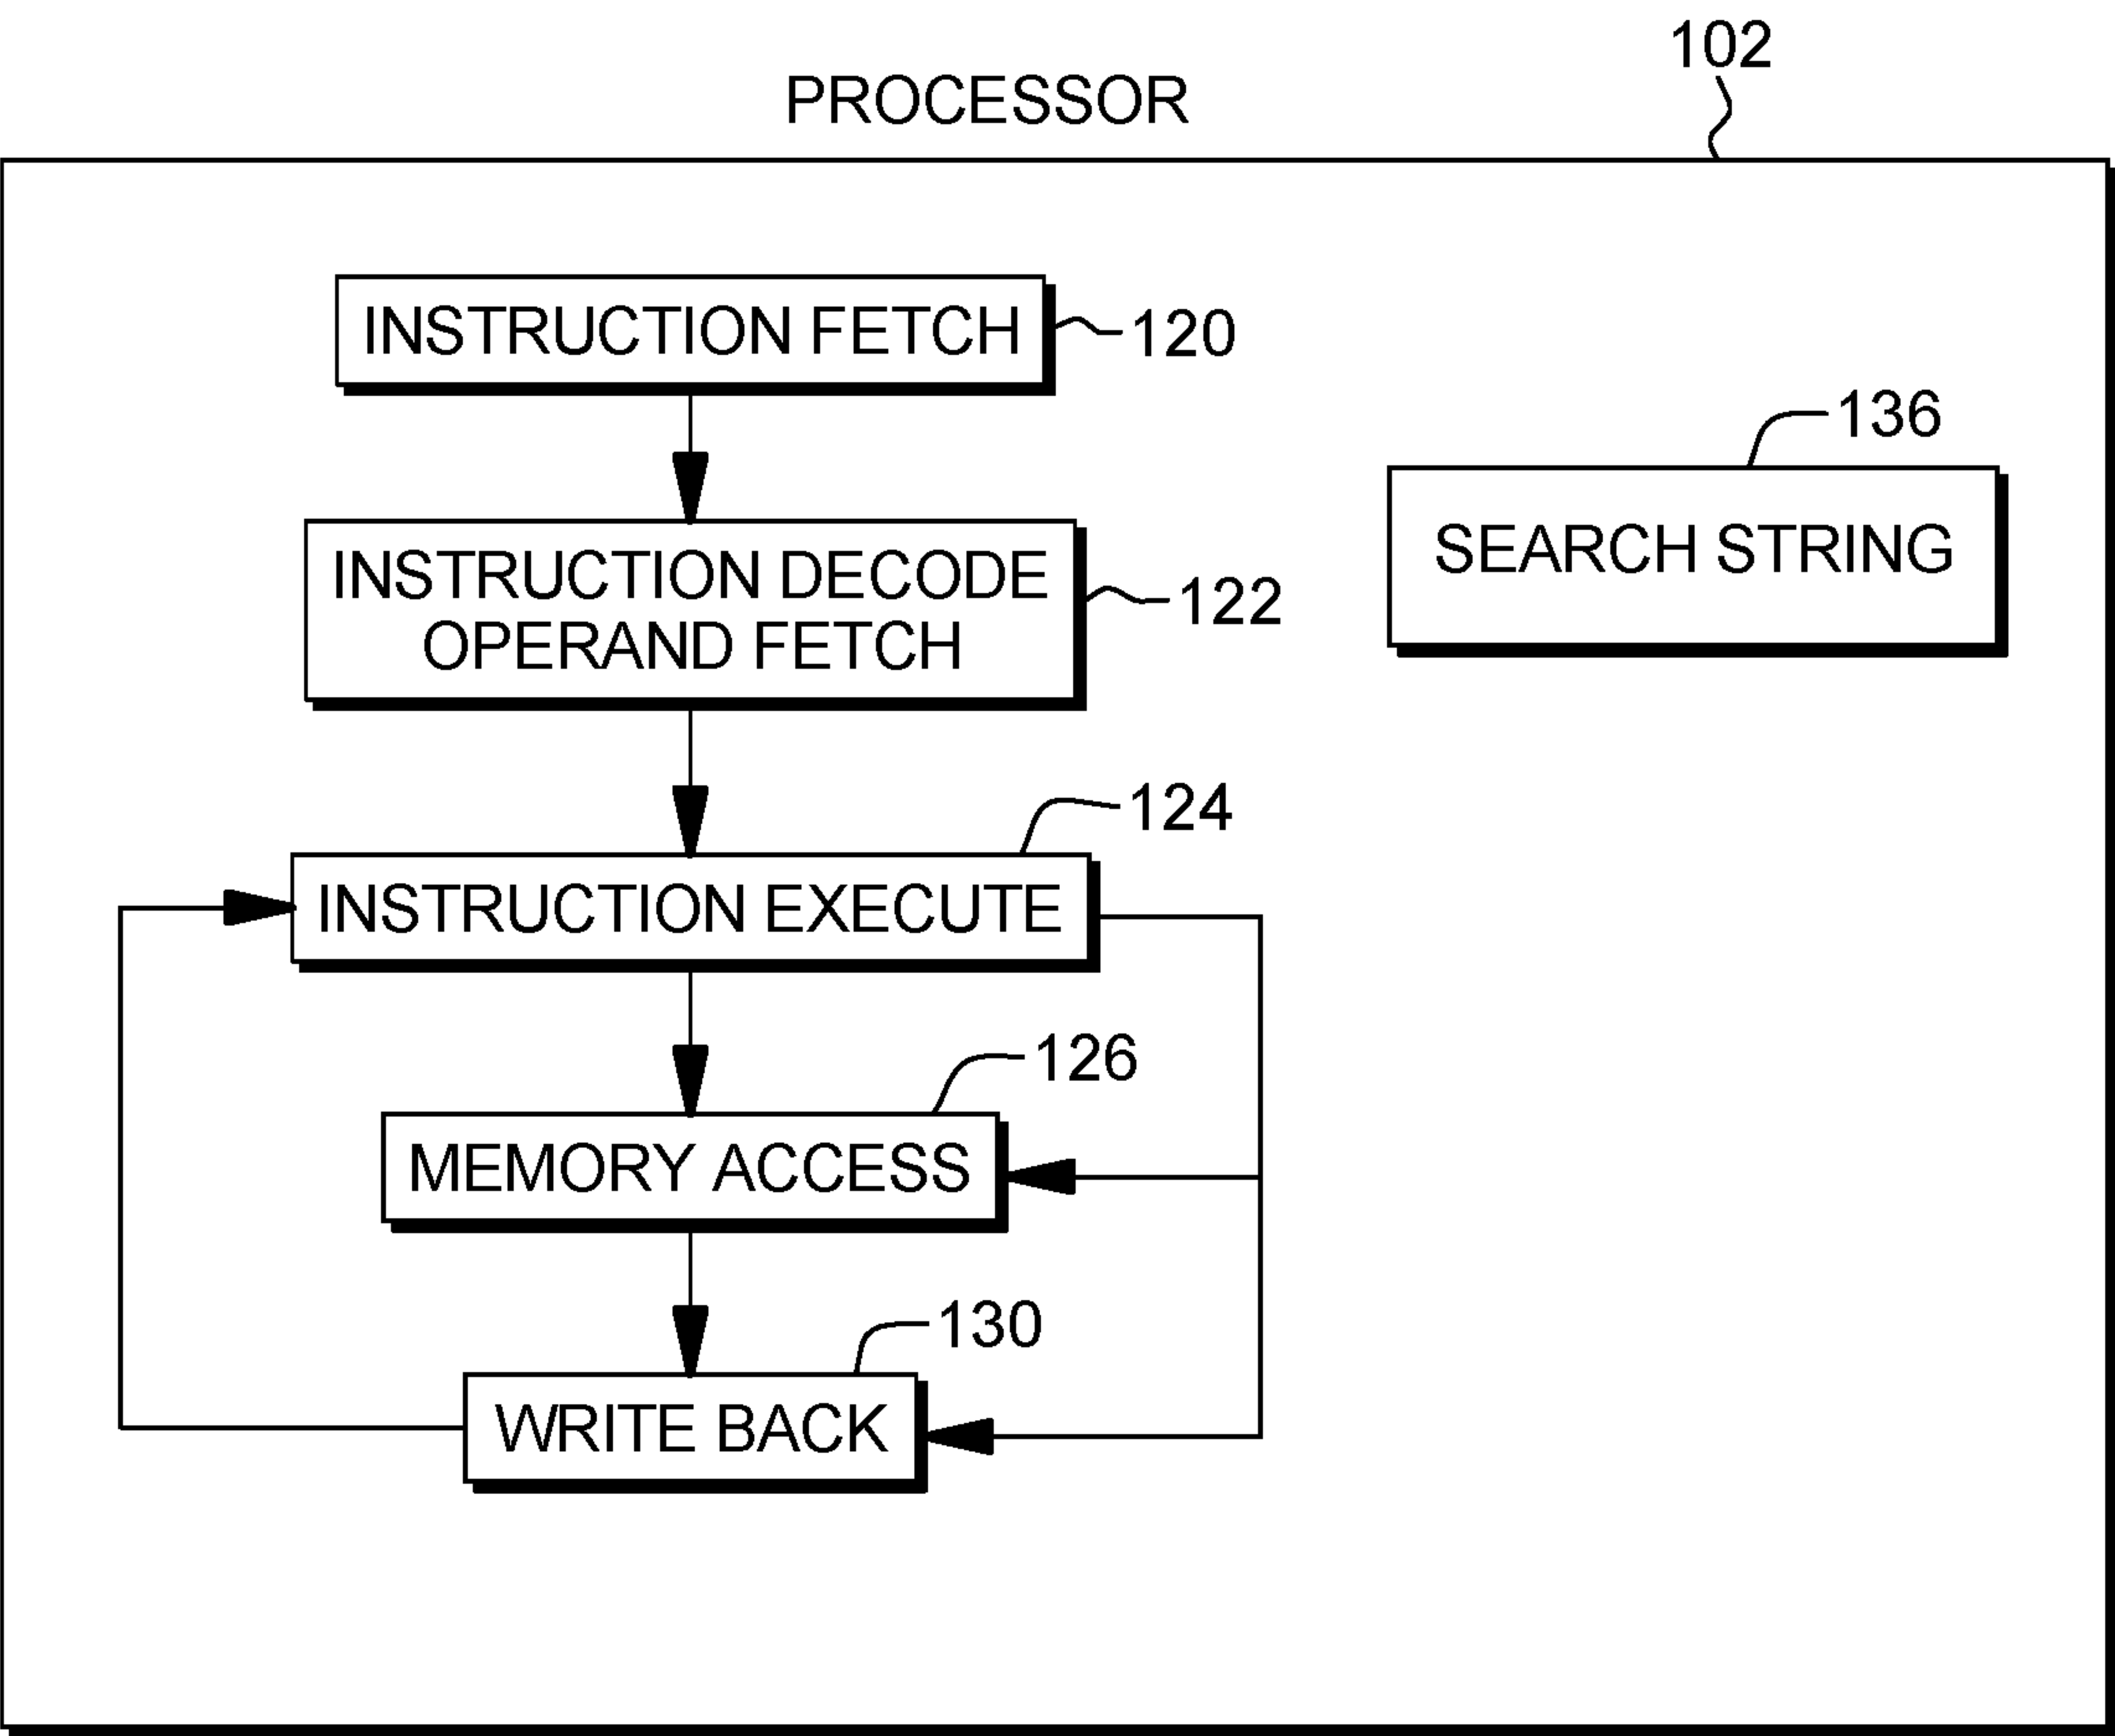 102
PROCESSOR
INSTRUCTION FETCH
120
136
SEARCH STRING
INSTRUCTION DECODE
OPERAND FETCH
122
124
INSTRUCTION EXECUTE
126
MEMORY ACCESS
130
WRITE BACK